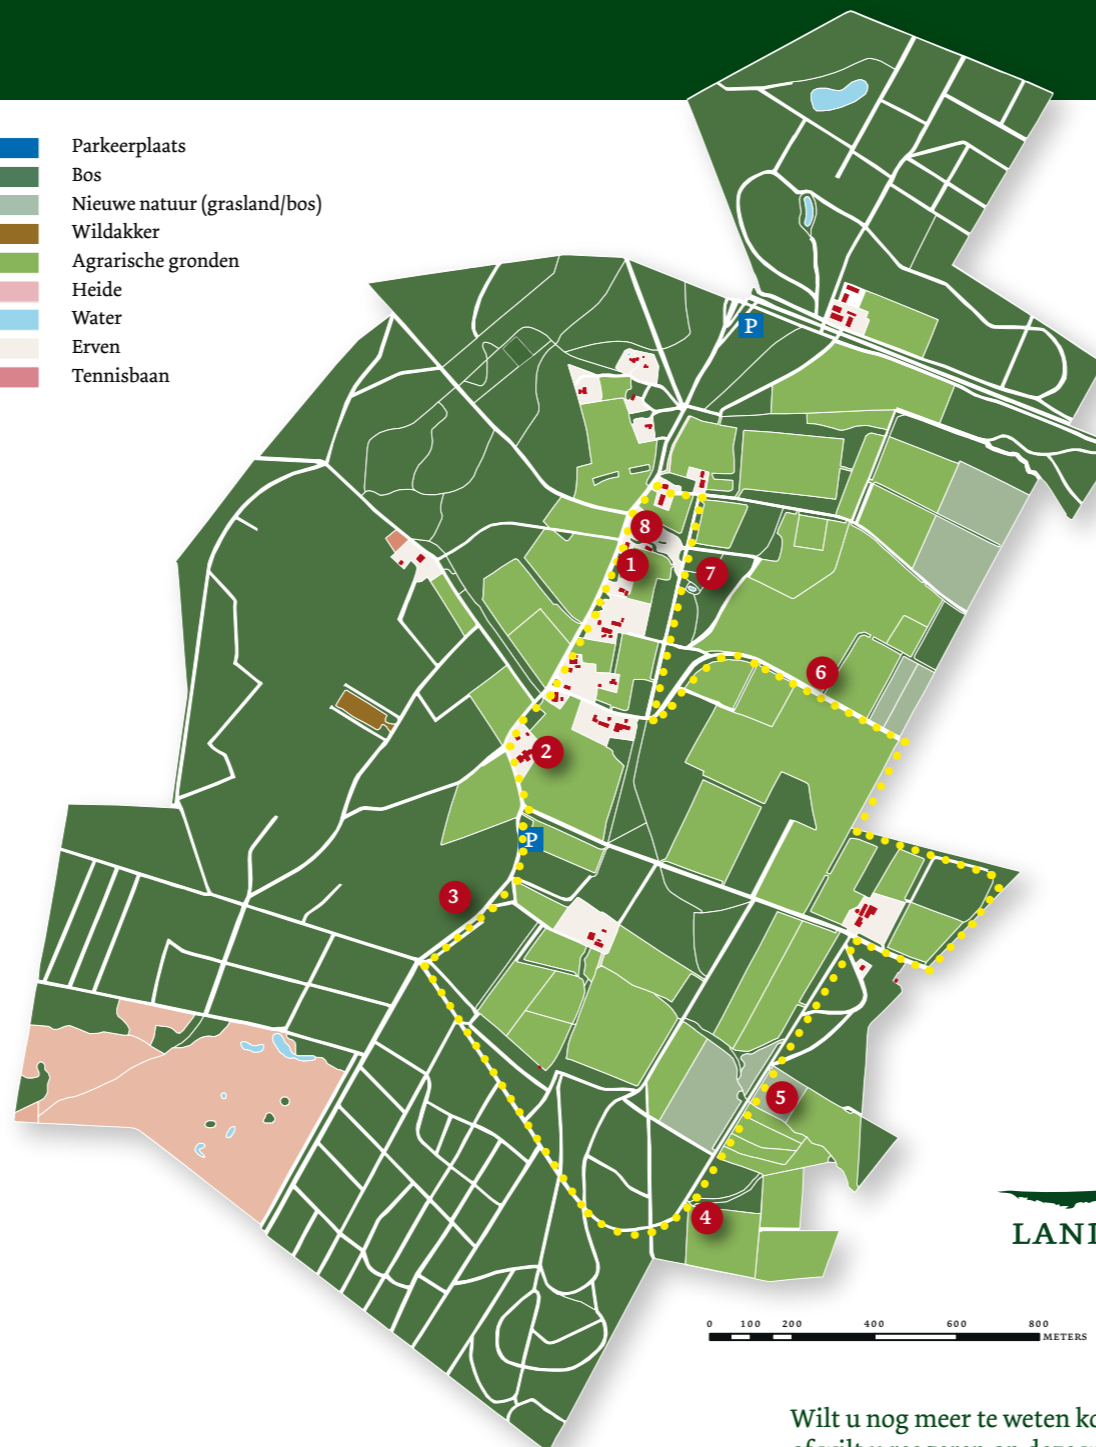 Parkeerplaats
Bos
Nieuwe natuur (grasland/bos)
Wildakker
Agrarische gronden
Heide
Water
Erven
Tennisbaan
P
8
1
7
6
2
P
3
5
4
LAN
0 100 200 400 600 800
METERS
Wilt u nog meer te weten ko